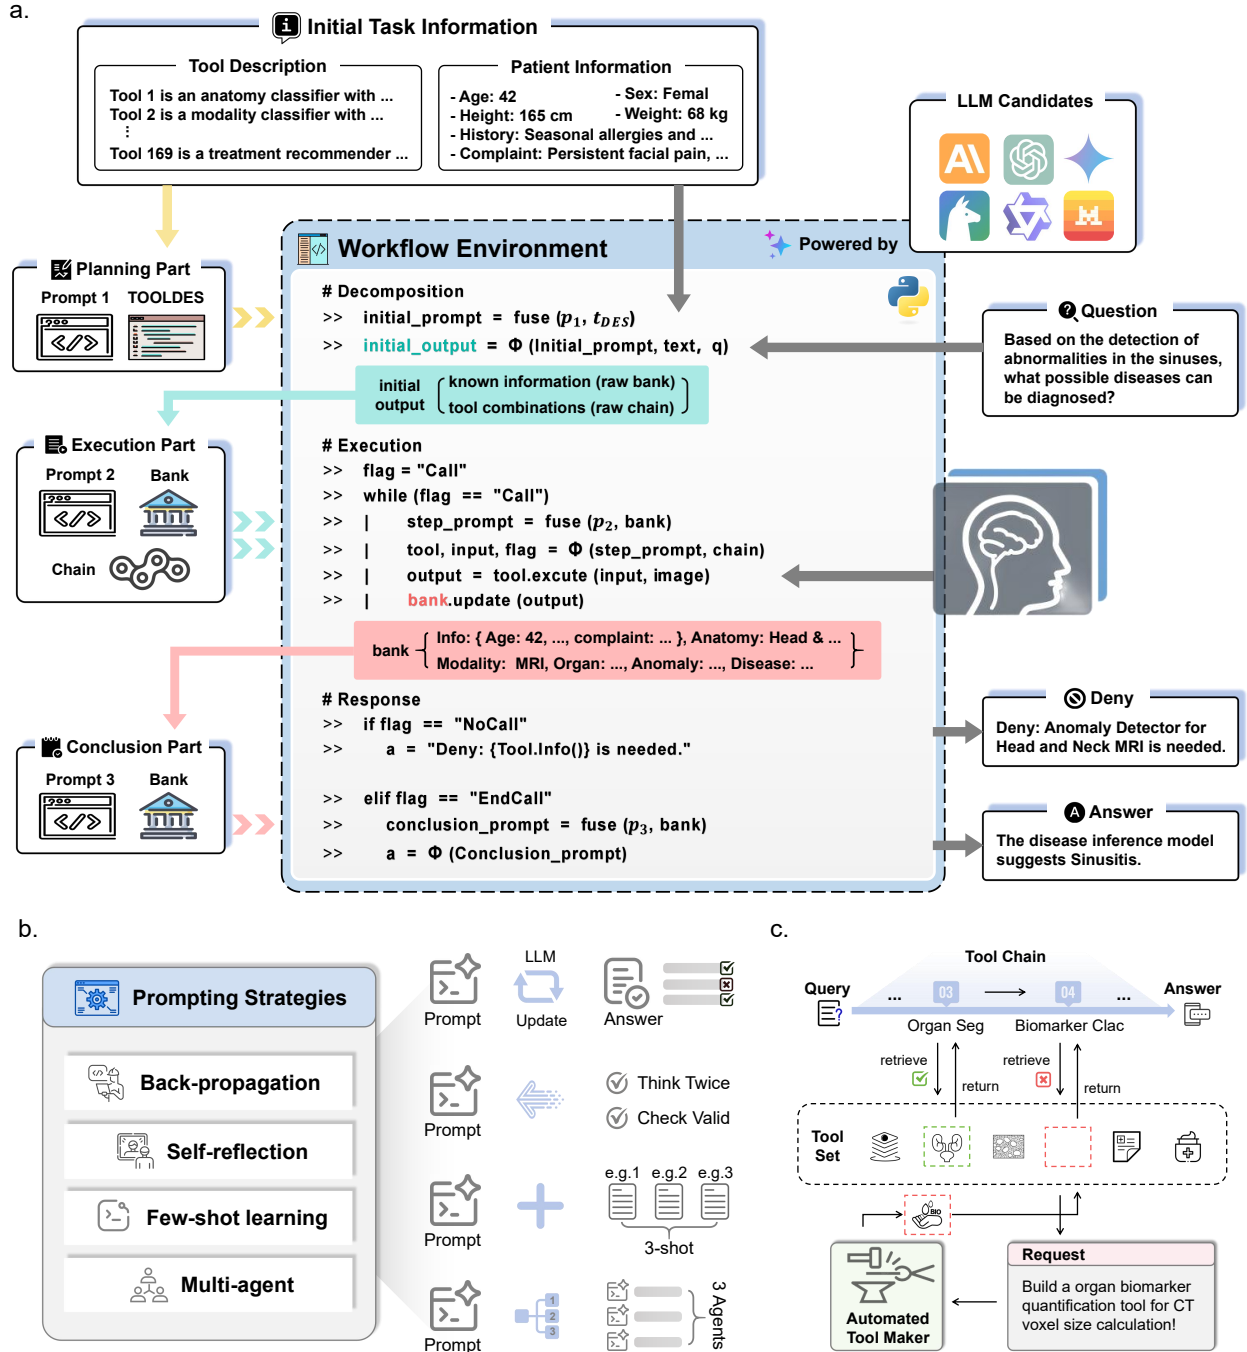 a.
Initial Task Information
Tool Description
Tool 1 is an anatomy classifier with ...
Tool 2 is a modality classifier with ...
⋮
Tool 169 is a treatment recommender ...
Patient Information
- Age: 42
- Sex: Femal
- Height: 165 cm
- Weight: 68 kg
- History: Seasonal allergies and ...
- Complaint: Persistent facial pain, ...
LLM Candidates
Workflow Environment
Powered by
Planning Part
Prompt 1
TOOLDES
# Decomposition
>> initial_prompt = fuse (p₁, t_DES)
>> initial_output = Φ (Initial_prompt, text, q)
initial output
known information (raw bank)
tool combinations (raw chain)
Question
Based on the detection of
abnormalities in the sinuses,
what possible diseases can
be diagnosed?
Execution Part
Prompt 2
Bank
Chain
# Execution
>> flag = "Call"
>> while (flag == "Call")
>> | step_prompt = fuse (p₂, bank)
>> | tool, input, flag = Φ (step_prompt, chain)
>> | output = tool.excute (input, image)
>> | bank.update (output)
bank
Info: { Age: 42, ..., complaint: ... }, Anatomy: Head & ...
Modality: MRI, Organ: ..., Anomaly: ..., Disease: ...
Conclusion Part
Prompt 3
Bank
# Response
>> if flag == "NoCall"
>> a = "Deny: {Tool.Info()} is needed."
>> elif flag == "EndCall"
>> conclusion_prompt = fuse (p₃, bank)
>> a = Φ (Conclusion_prompt)
Deny
Deny: Anomaly Detector for
Head and Neck MRI is needed.
A Answer
The disease inference model
suggests Sinusitis.
b.
Prompting Strategies
Back-propagation
Self-reflection
Few-shot learning
Multi-agent
Prompt
LLM
Update
Answer
Prompt
Think Twice
Check Valid
Prompt
e.g.1 e.g.2 e.g.3
3-shot
Prompt
1
2
3
3 Agents
c.
Tool Chain
Query
...
03
04
...
Answer
Organ Seg
Biomarker Clac
retrieve
return
retrieve
return
Tool
Set
BIO
Automated
Tool Maker
Request
Build a organ biomarker
quantification tool for CT
voxel size calculation!